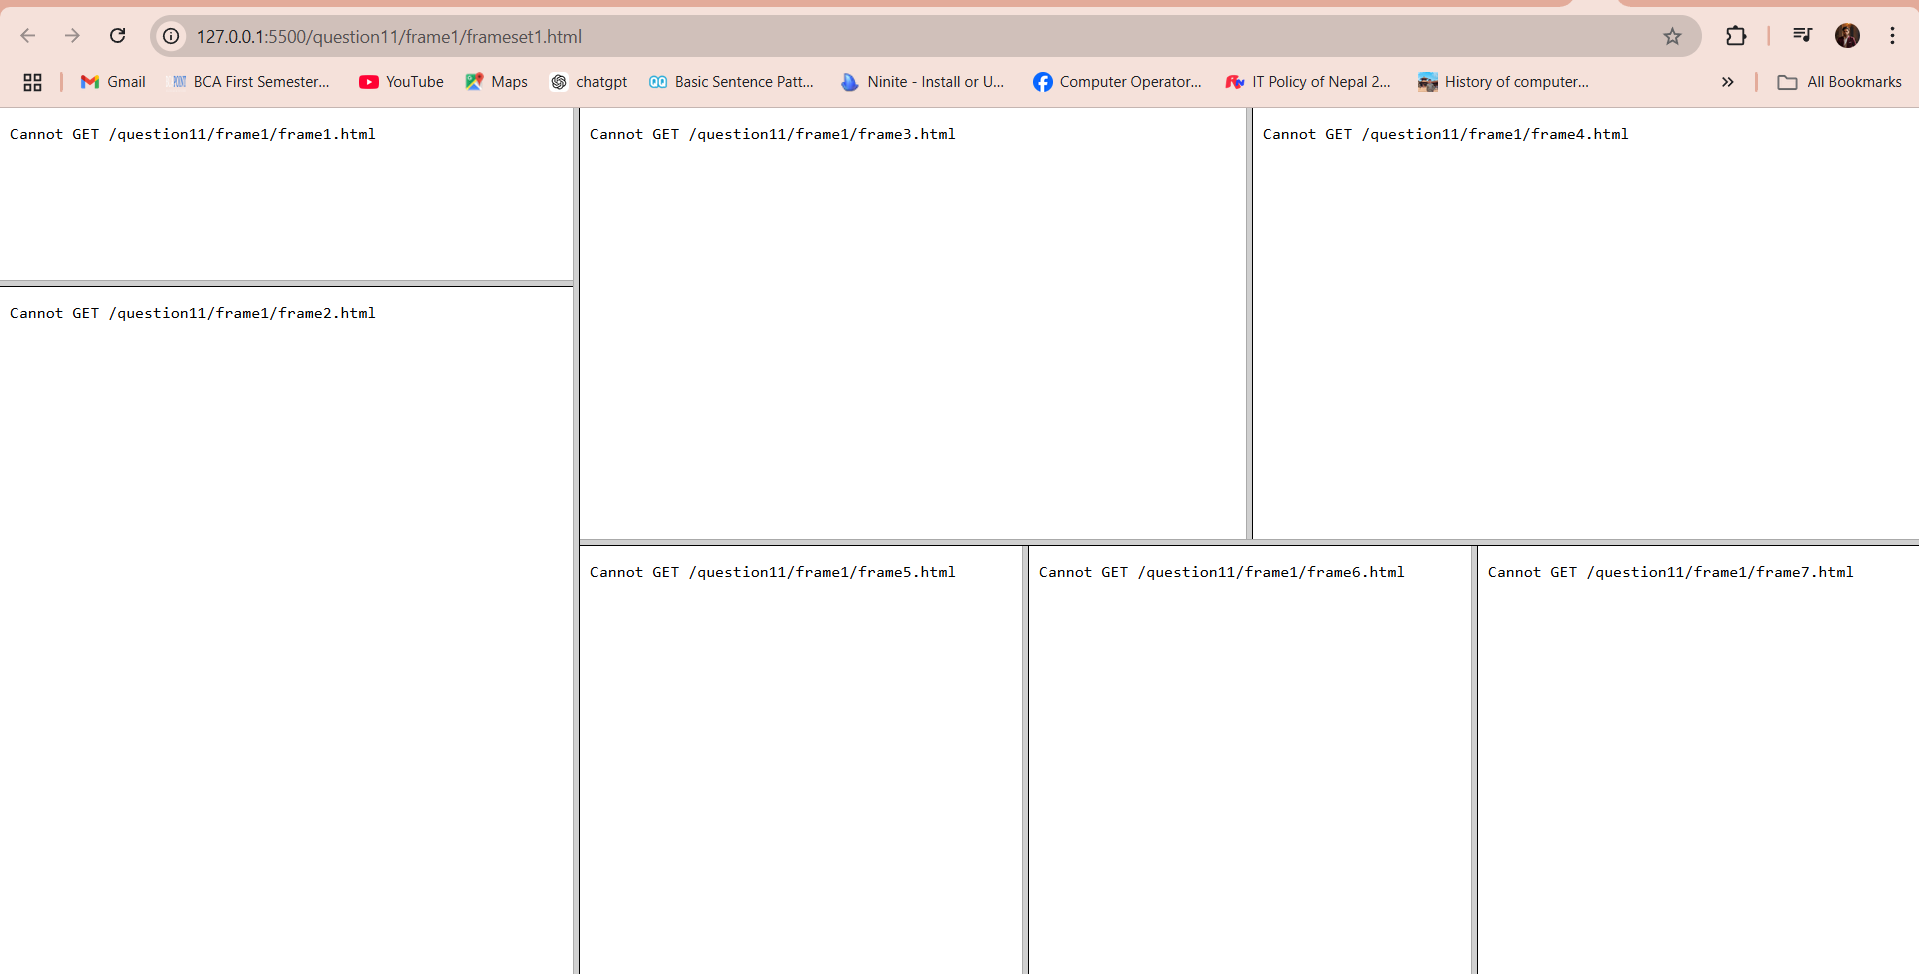 127.0.0.1:5500/question11/frame1/frameset1.html
Gmail
BCA First Semester...
YouTube
Maps
chatgpt
Basic Sentence Patt...
Ninite - Install or U...
Computer Operator...
IT Policy of Nepal 2...
History of computer...
»
All Bookmarks
Cannot GET /question11/frame1/frame1.html
Cannot GET /question11/frame1/frame2.html
Cannot GET /question11/frame1/frame3.html
Cannot GET /question11/frame1/frame4.html
Cannot GET /question11/frame1/frame5.html
Cannot GET /question11/frame1/frame6.html
Cannot GET /question11/frame1/frame7.html